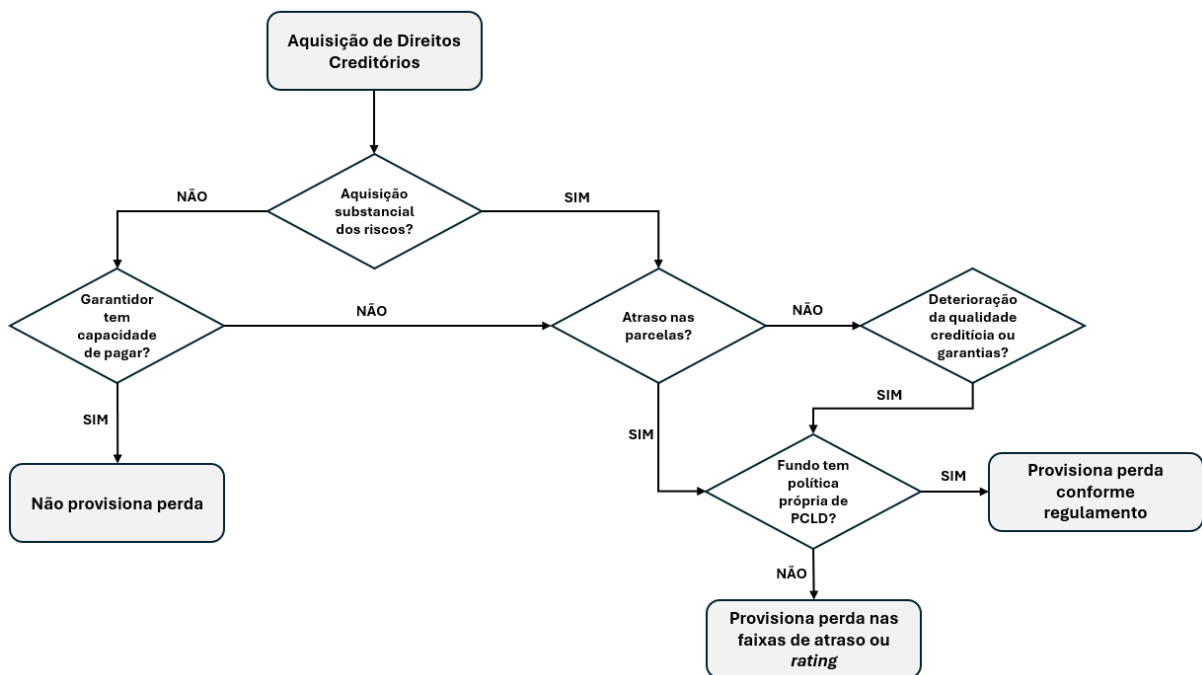 Aquisição de Direitos
Creditórios
NÃO
Aquisição
substancial
dos riscos?
SIM
Garantidor
tem
capacidade
de pagar?
NÃO
Atraso nas
parcelas?
NÃO
Deterioração
da qualidade
creditícia ou
garantias?
SIM
SIM
SIM
Não provisiona perda
Fundo tem
política
própria de
PCLD?
SIM
Provisiona perda
conforme
regulamento
NÃO
Provisiona perda nas
faixas de atraso ou
rating